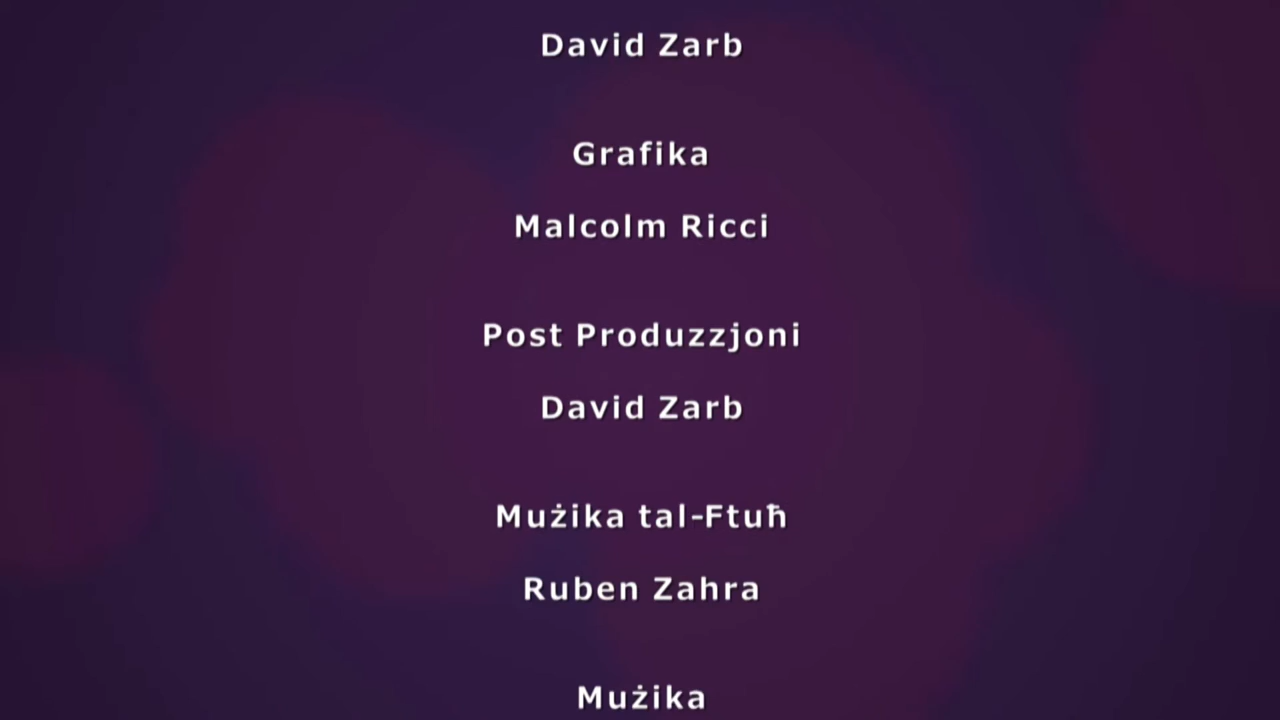 David Zarb
Grafika
Malcolm Ricci
Post Produzzjoni
David Zarb
Mużika tal-Ftuħ
Ruben Zahra
Mużika